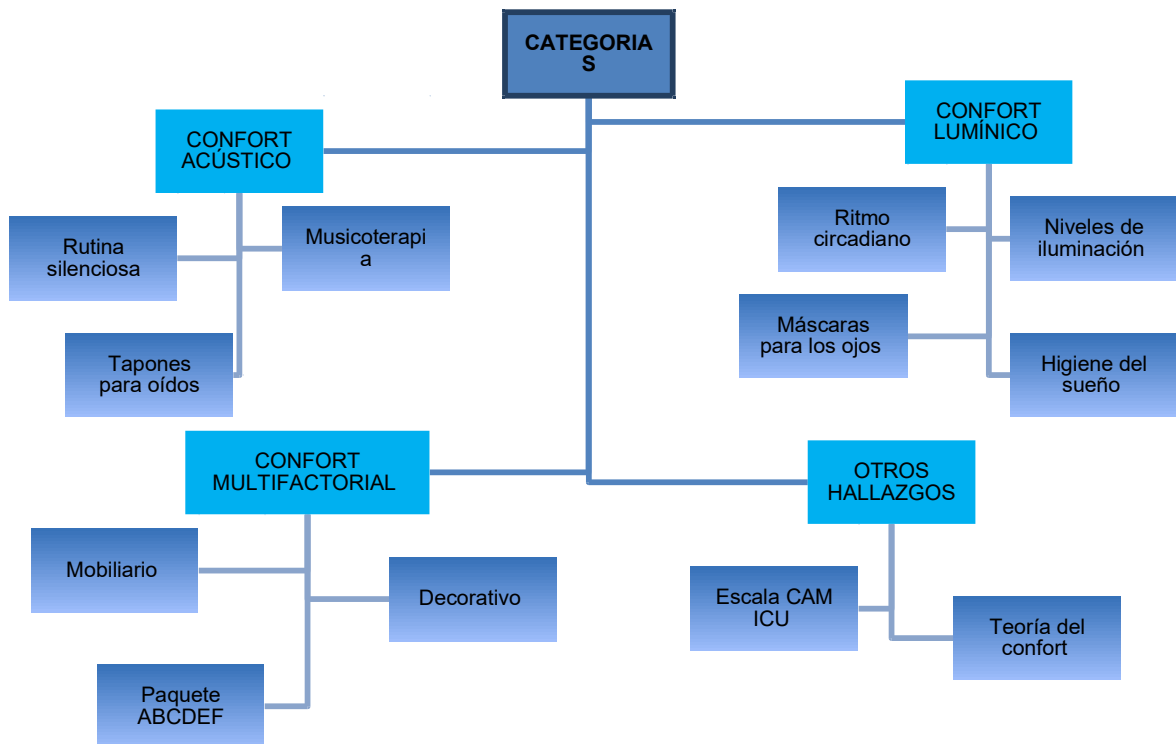 CATEGORIA
S
CONFORT
ACÚSTICO
CONFORT
LUMÍNICO
Rutina
silenciosa
Musicoterapi
a
Tapones
para oídos
Ritmo
circadiano
Niveles de
iluminación
Máscaras
para los ojos
Higiene del
sueño
CONFORT
MULTIFACTORIAL
OTROS
HALLAZGOS
Mobiliario
Decorativo
Paquete
ABCDEF
Escala CAM
ICU
Teoría del
confort